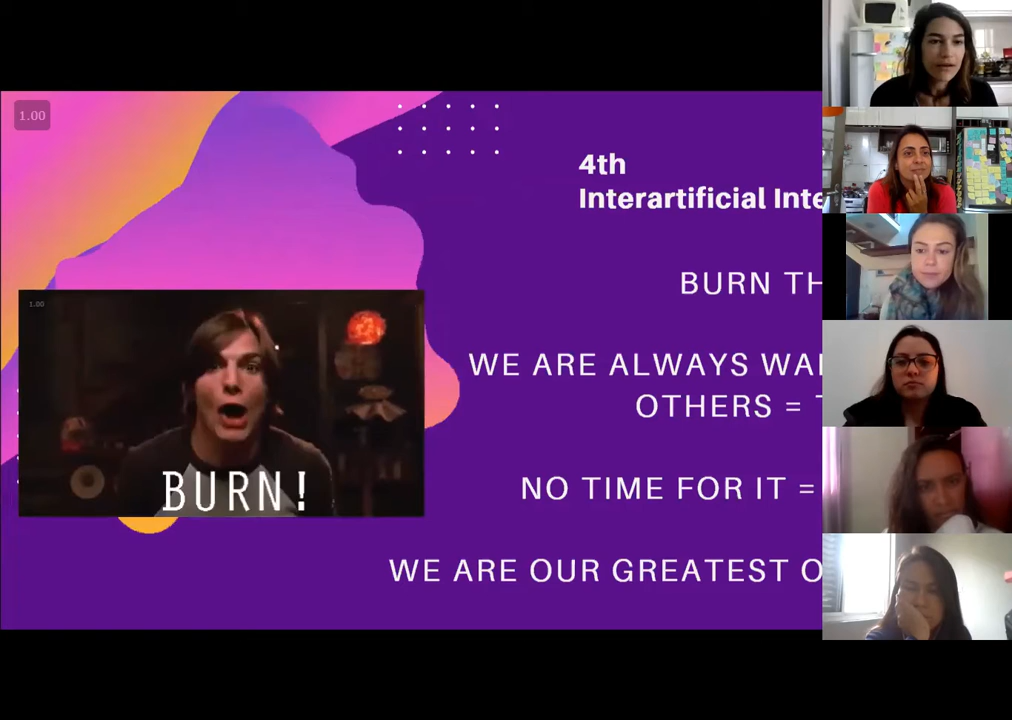 1.00
4th
Interartificial Inte
BURN TH
1.00
WE ARE ALWAYS WAI
OTHERS =
BURN!
NO TIME FOR IT =
WE ARE OUR GREATEST O